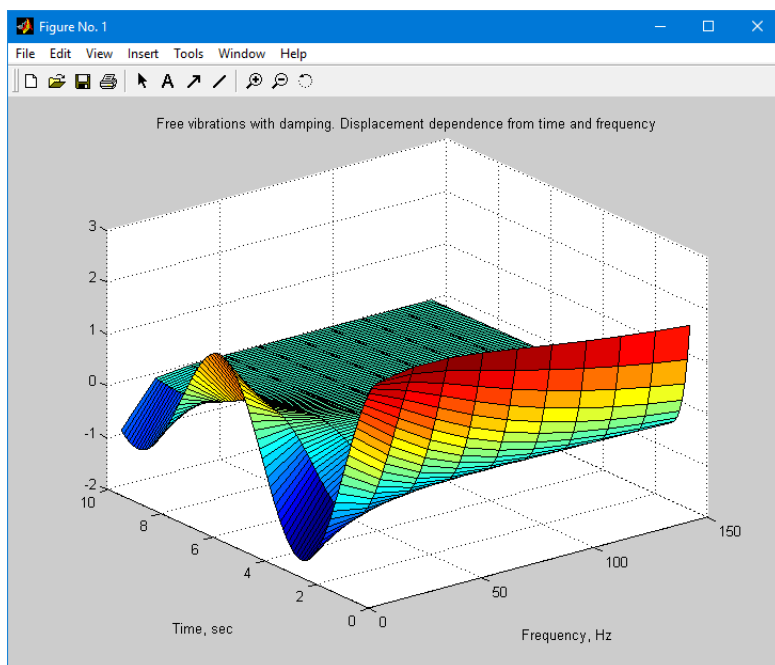 Figure No. 1
File Edit View Insert Tools Window Help
A
Free vibrations with damping. Displacement dependence from time and frequency
3
2
1
0
-1
-2
10
8
6
4
2
0
0
50
100
150
Time, sec
Frequency, Hz